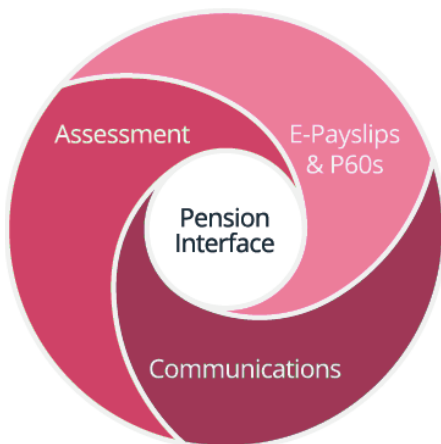 Assessment
E-Payslips
& P60s
Pension
Interface
Communications